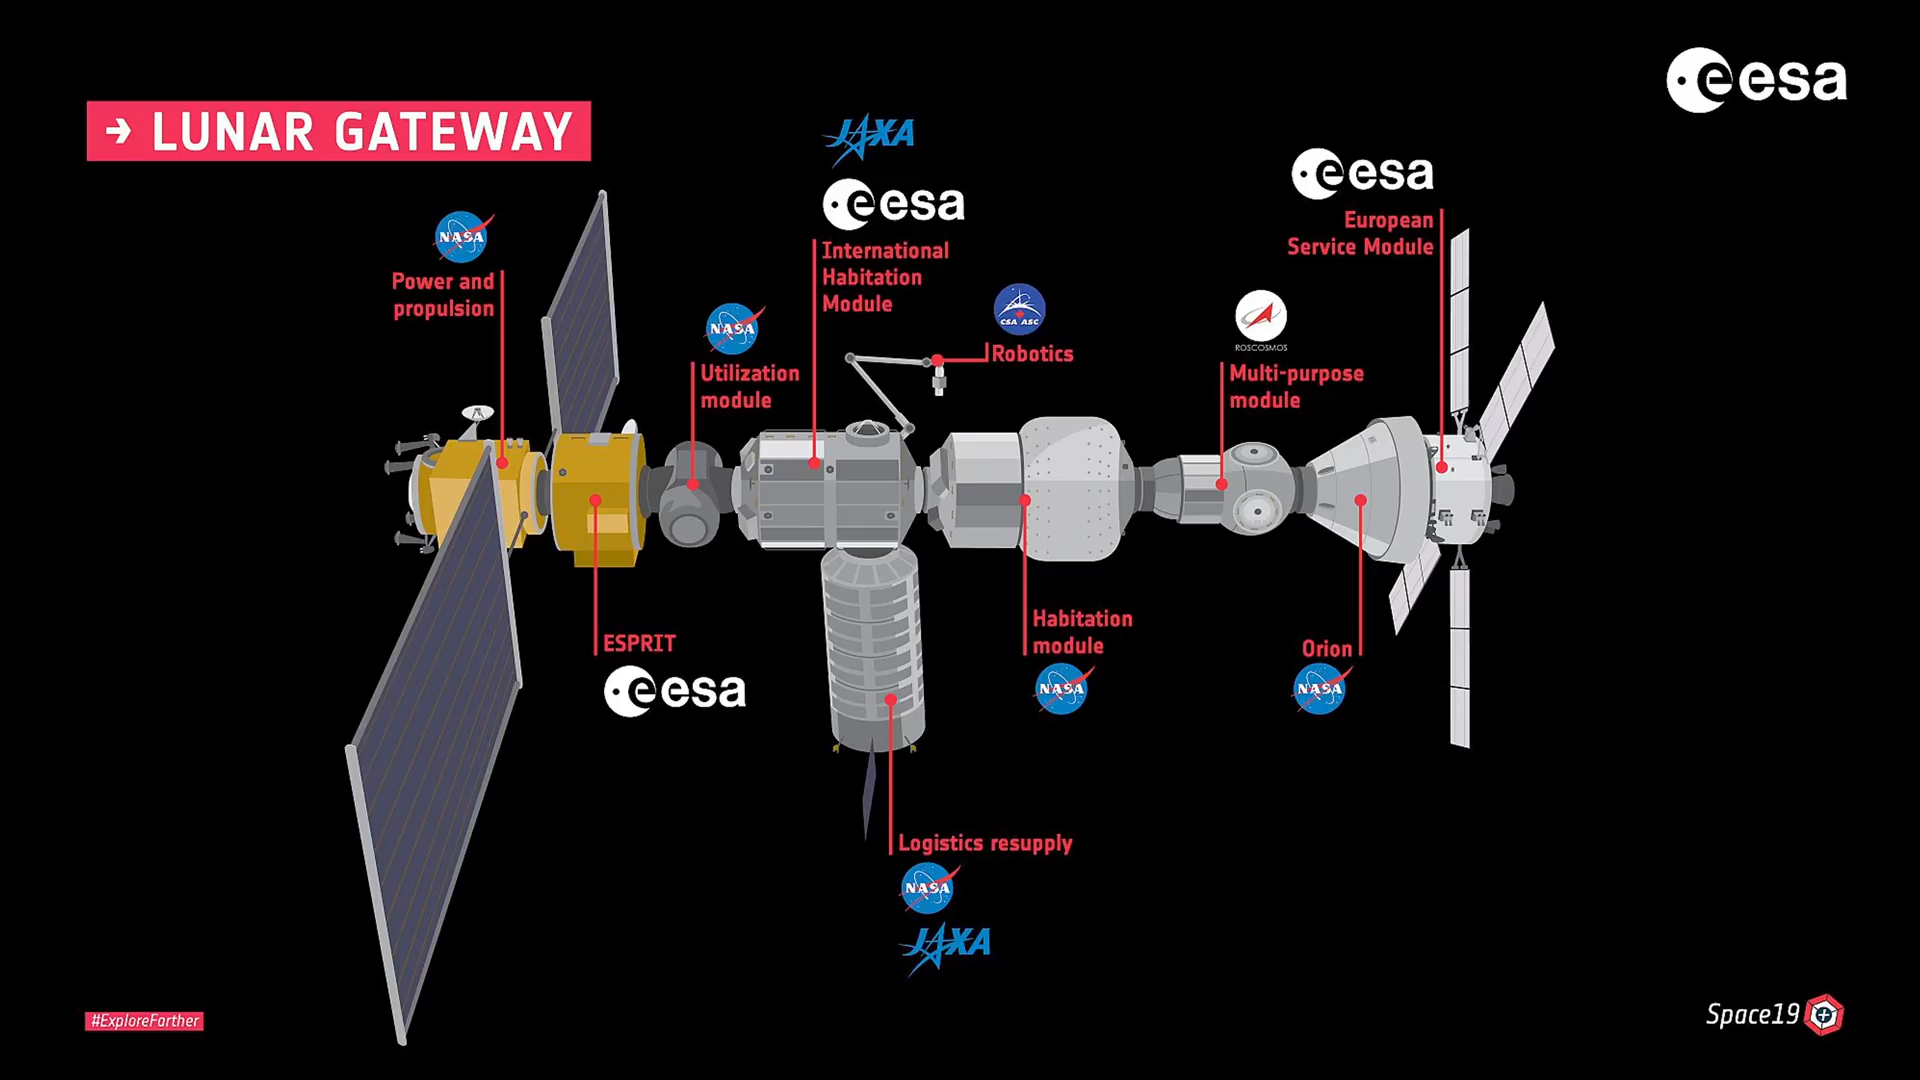 esa
→ LUNAR GATEWAY
JAXA
esa
International
Habitation
Module
esa
European
Service Module
NASA
Power and
propulsion
NASA
Utilization
module
CSA ASC
Robotics
ROSCOSMOS
Multi-purpose
module
ESPRIT
esa
Habitation
module
NASA
Orion
NASA
Logistics resupply
NASA
JAXA
#ExploreFarther
Space19